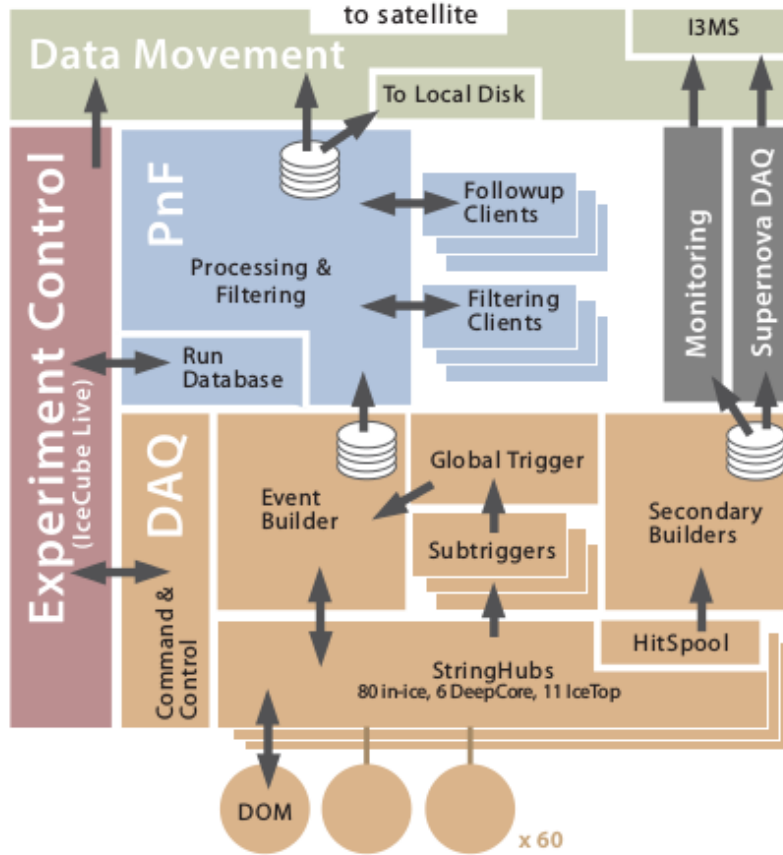 to satellite
I3MS
Data Movement
To Local Disk
Experiment Control
(IceCube Live)
PnF
Processing &
Filtering
Followup
Clients
Filtering
Clients
Monitoring
Supernova DAQ
Run
Database
DAQ
Command &
Control
Event
Builder
Global Trigger
Subtriggers
Secondary
Builders
HitSpool
StringHubs
80 in-ice, 6 DeepCore, 11 IceTop
DOM
x 60